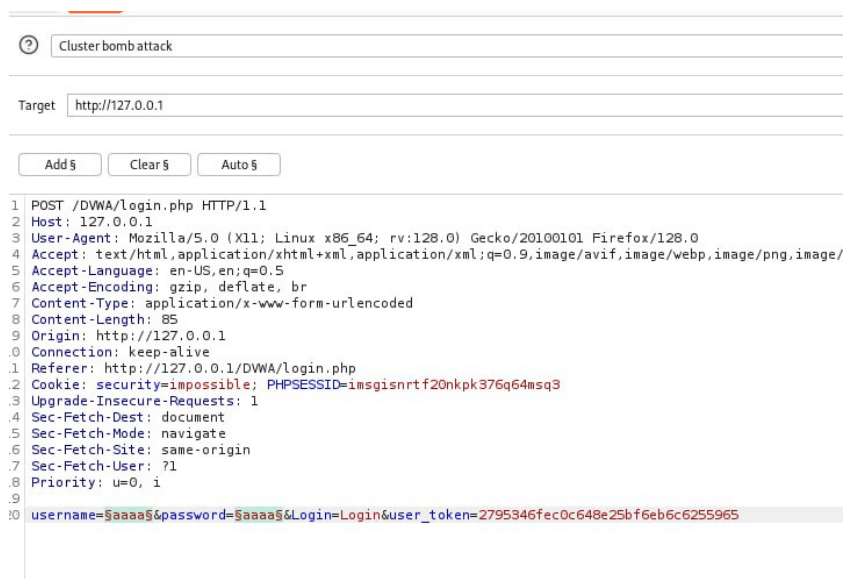 Cluster bomb attack
Target http://127.0.0.1
Add § Clear § Auto §
1 POST /DVWA/login.php HTTP/1.1
2 Host: 127.0.0.1
3 User-Agent: Mozilla/5.0 (X11; Linux x86_64; rv:128.0) Gecko/20100101 Firefox/128.0
4 Accept: text/html,application/xhtml+xml,application/xml;q=0.9,image/avif,image/webp,image/png,image/
5 Accept-Language: en-US,en;q=0.5
6 Accept-Encoding: gzip, deflate, br
7 Content-Type: application/x-www-form-urlencoded
8 Content-Length: 85
9 Origin: http://127.0.0.1
.0 Connection: keep-alive
.1 Referer: http://127.0.0.1/DVWA/login.php
.2 Cookie: security=impossible; PHPSESSID=imsgisnrtf20nkpk376q64msq3
.3 Upgrade-Insecure-Requests: 1
.4 Sec-Fetch-Dest: document
.5 Sec-Fetch-Mode: navigate
.6 Sec-Fetch-Site: same-origin
.7 Sec-Fetch-User: ?1
.8 Priority: u=0, i
.9
20 username=§aaaa§&password=§aaaa§&Login=Login&user_token=2795346fec0c648e25bf6eb6c6255965